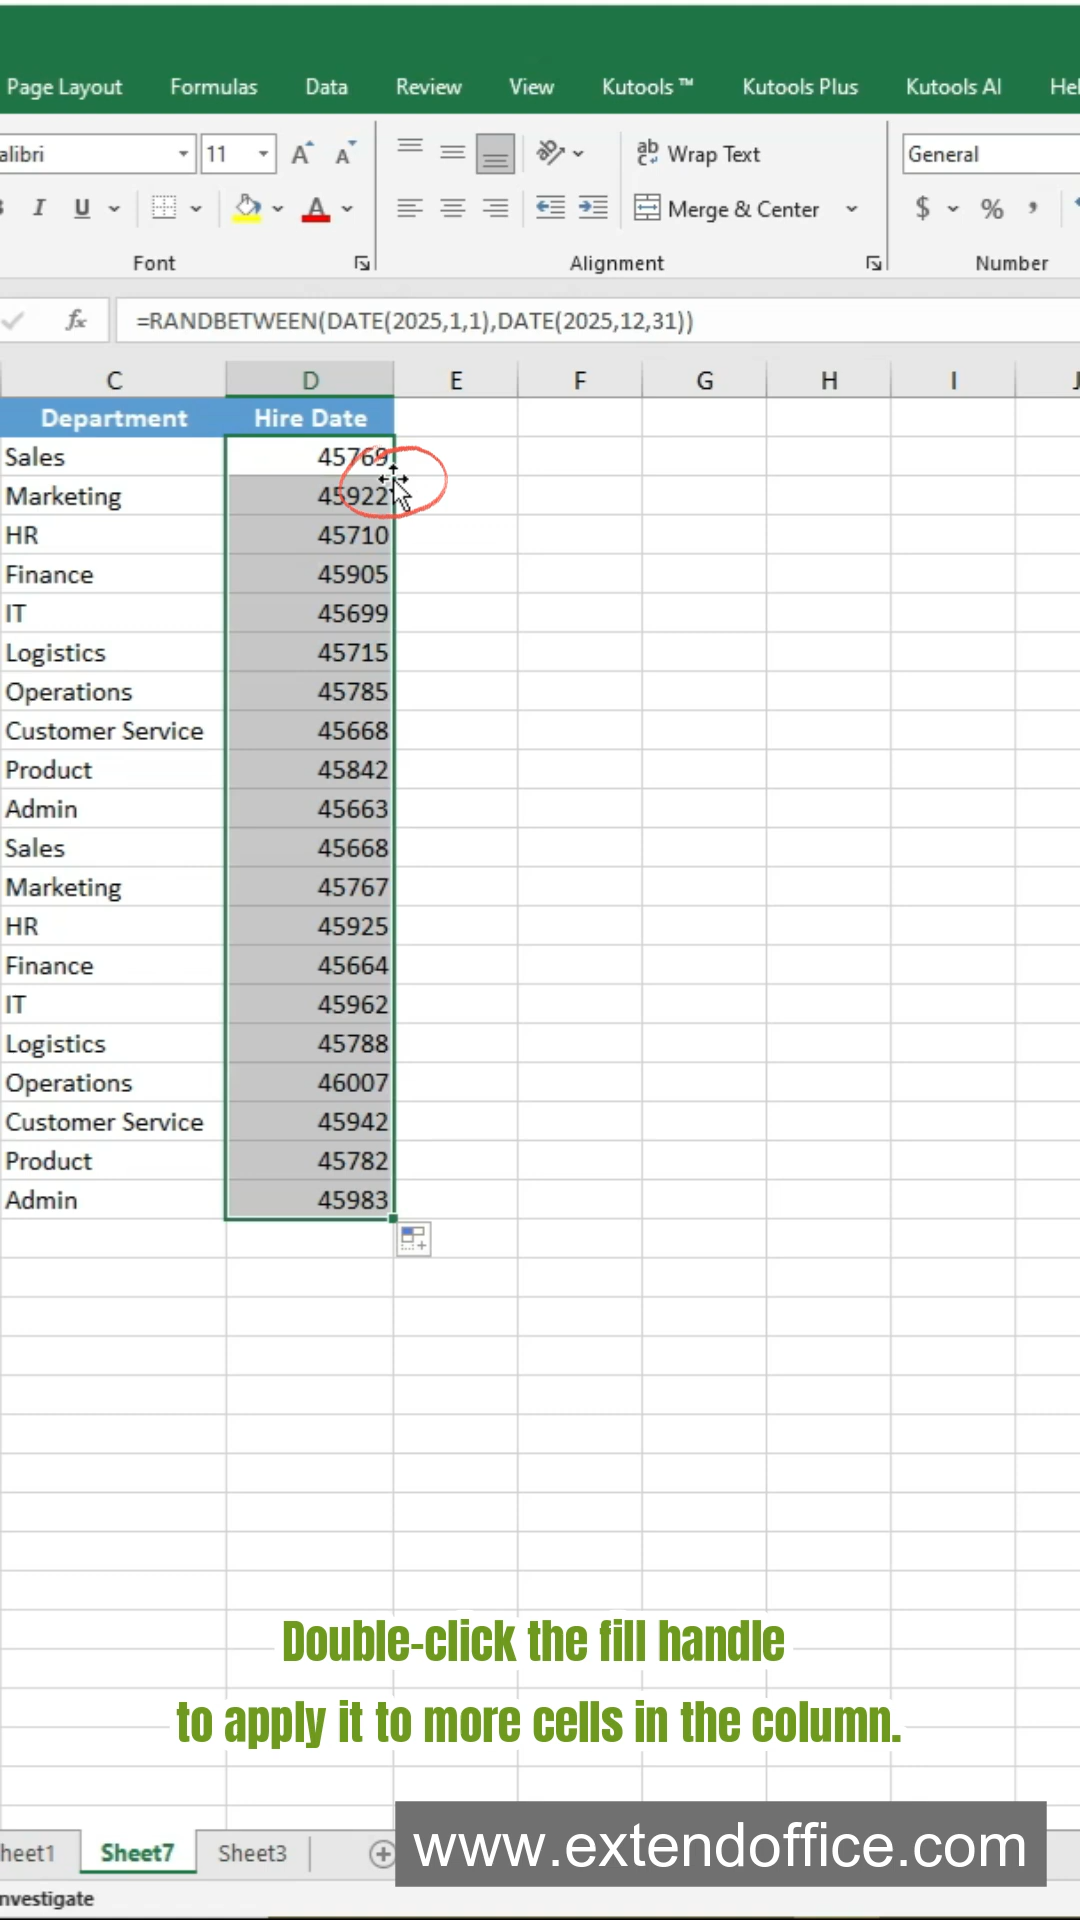 Page Layout Formulas Data Review View Kutools ™ Kutools Plus Kutools AI Hel
alibri 11 A A ab Wrap Text General
I U A Merge & Center $ % ,
Font Alignment Number
fx =RANDBETWEEN(DATE(2025,1,1),DATE(2025,12,31))
C D E F G H I J
Department Hire Date
Sales 45769
Marketing 45922
HR 45710
Finance 45905
IT 45699
Logistics 45715
Operations 45785
Customer Service 45668
Product 45842
Admin 45663
Sales 45668
Marketing 45767
HR 45925
Finance 45664
IT 45962
Logistics 45788
Operations 46007
Customer Service 45942
Product 45782
Admin 45983
Double-click the fill handle
to apply it to more cells in the column.
heet1 Sheet7 Sheet3
www.extendoffice.com
nvestigate